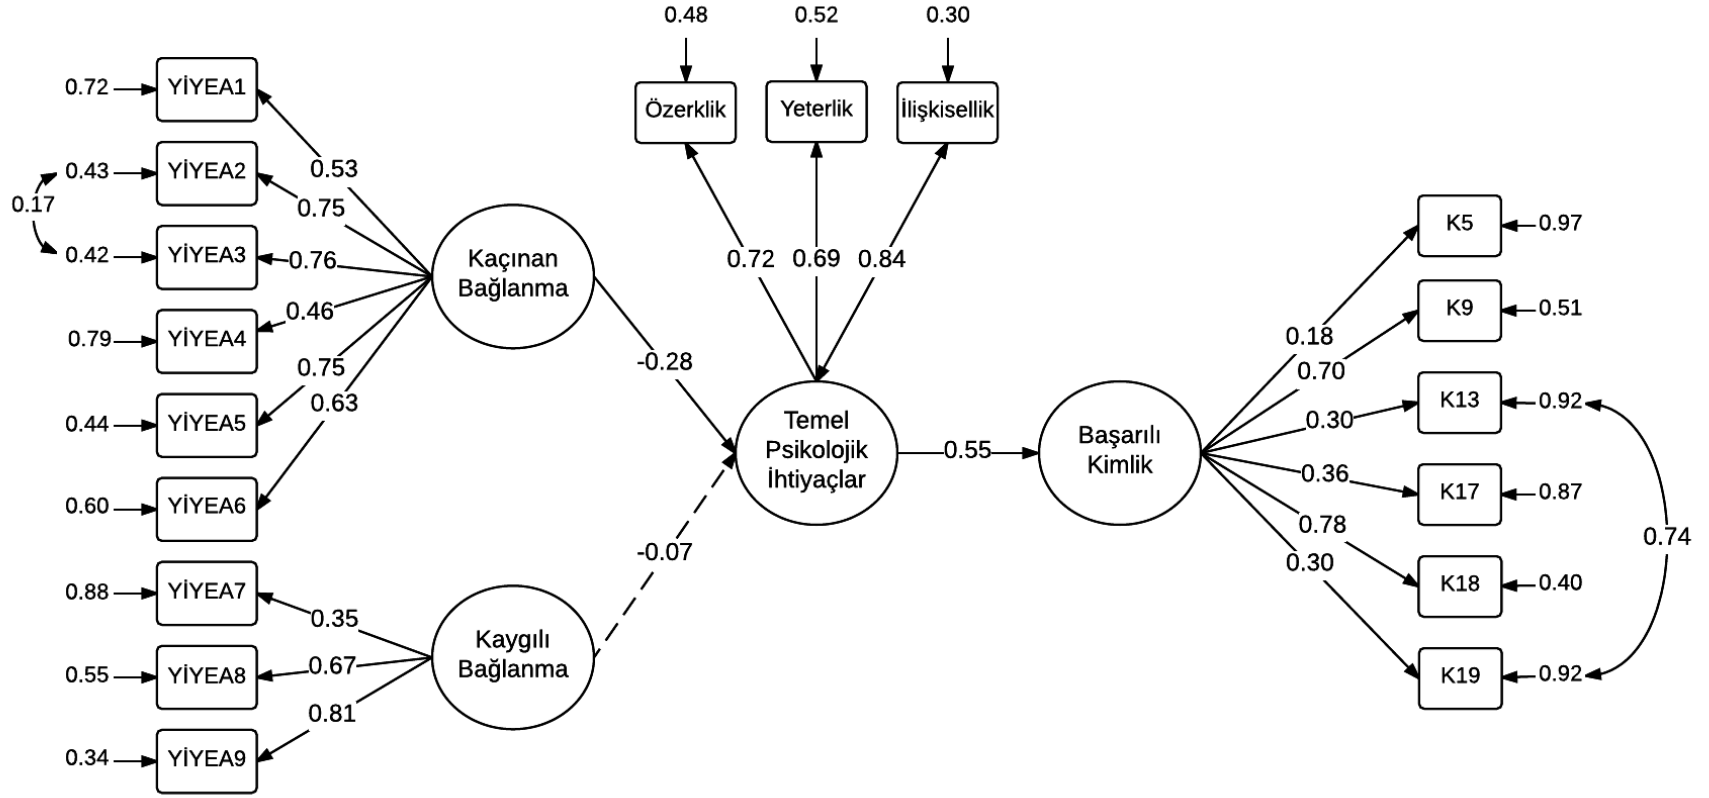 0.48
0.52
0.30
Özerklik
Yeterlik
İlişkisellik
0.72
0.69
0.84
0.72
YİYEA1
0.53
0.43
YİYEA2
0.75
0.17
0.42
YİYEA3
0.76
0.79
YİYEA4
0.46
0.44
YİYEA5
0.75
0.60
YİYEA6
0.63
0.88
YİYEA7
0.35
0.55
YİYEA8
0.67
0.34
YİYEA9
0.81
Kaçınan
Bağlanma
-0.28
Kaygılı
Bağlanma
-0.07
Temel
Psikolojik
İhtiyaçlar
0.55
Başarılı
Kimlik
0.18
K5
0.97
0.70
K9
0.51
0.30
K13
0.92
0.36
K17
0.87
0.74
0.78
K18
0.40
0.30
K19
0.92